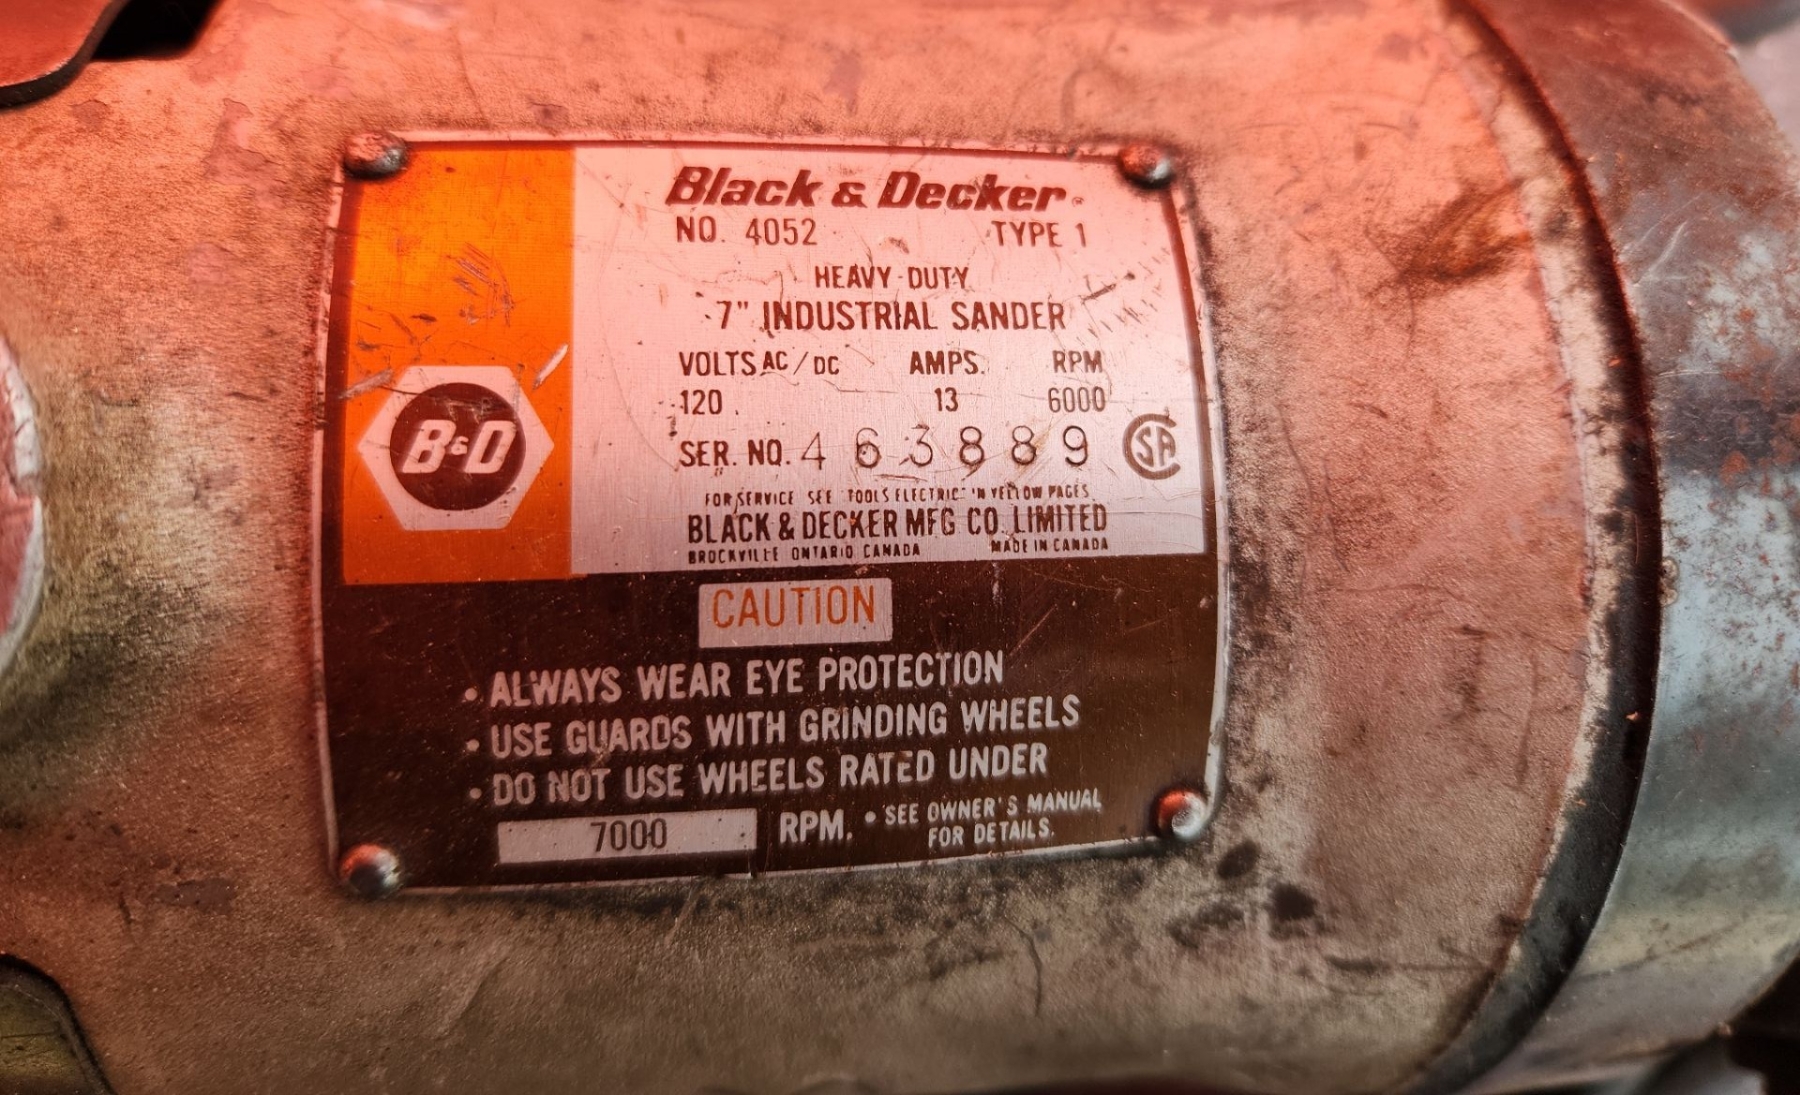 Black & Decker
NO. 4052 TYPE 1
HEAVY-DUTY
7" INDUSTRIAL SANDER
VOLTS AC/DC AMPS. RPM
120 13 6000
SER. NO. 463889
CSA
B&D
FOR SERVICE SEE "TOOLS ELECTRIC" IN YELLOW PAGES
BLACK & DECKER MFG CO. LIMITED
BROCKVILLE ONTARIO CANADA MADE IN CANADA
CAUTION
• ALWAYS WEAR EYE PROTECTION
• USE GUARDS WITH GRINDING WHEELS
• DO NOT USE WHEELS RATED UNDER
7000 RPM. • SEE OWNER'S MANUAL
FOR DETAILS.